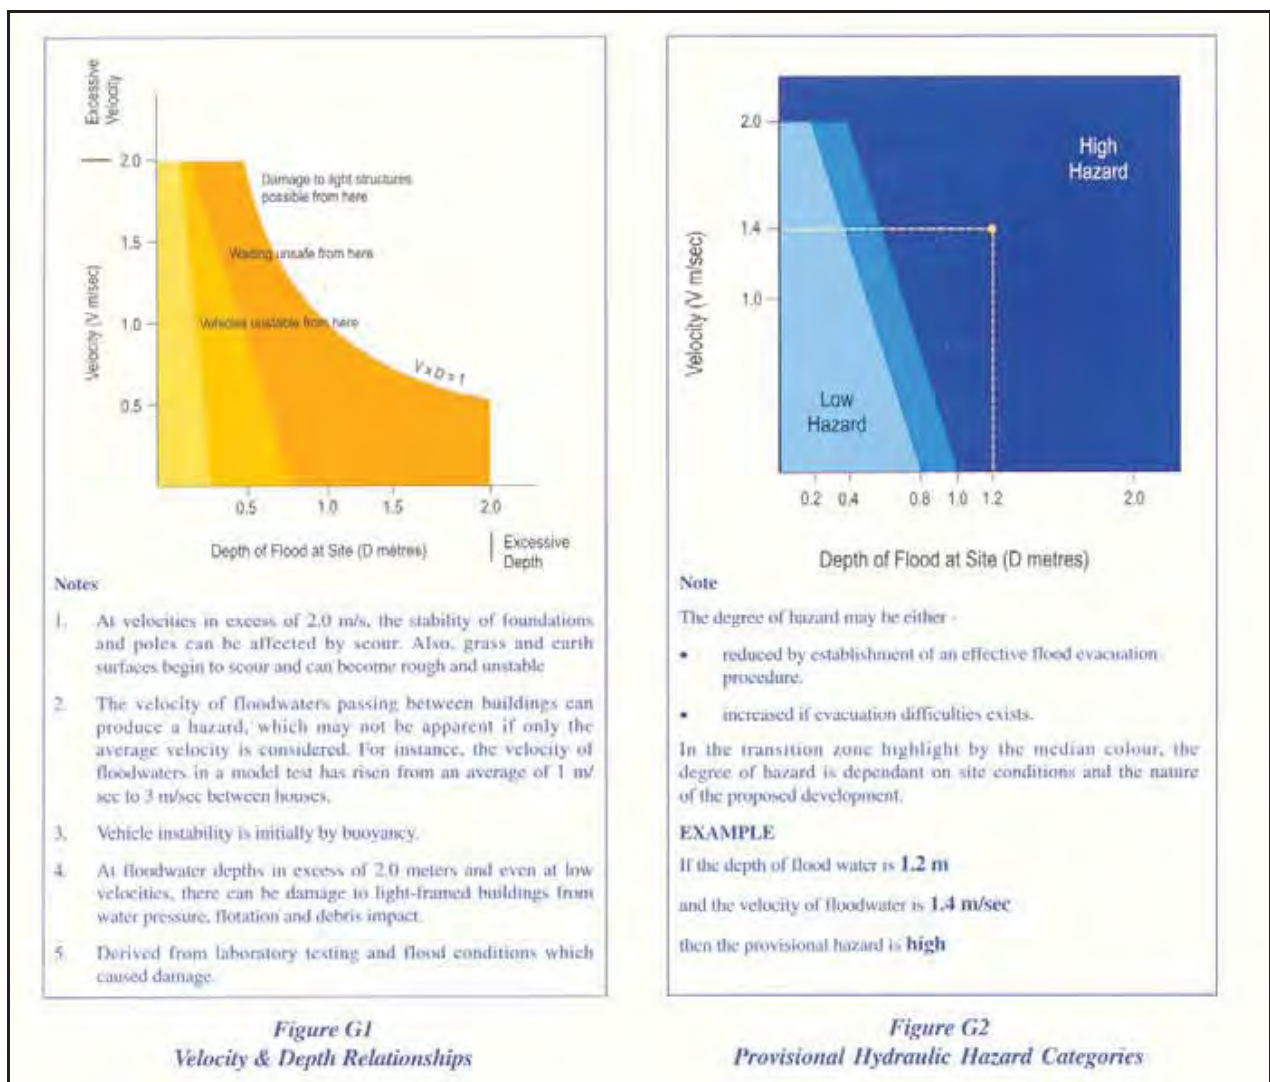 Excessive
Velocity
2.0
Damage to light structures
possible from here
1.5
Wading unsafe from here
Velocity (V m/sec)
1.0
Vehicles unstable from here
V x D = 1
0.5
0.5
1.0
1.5
2.0
Depth of Flood at Site (D metres)
Excessive
Depth
Notes
1. At velocities in excess of 2.0 m/s, the stability of foundations
and poles can be affected by scour. Also, grass and earth
surfaces begin to scour and can become rough and unstable
2. The velocity of floodwaters passing between buildings can
produce a hazard, which may not be apparent if only the
average velocity is considered. For instance, the velocity of
floodwaters in a model test has risen from an average of 1 m/
sec to 3 m/sec between houses.
3. Vehicle instability is initially by buoyancy.
4. At floodwater depths in excess of 2.0 meters and even at low
velocities, there can be damage to light-framed buildings from
water pressure, flotation and debris impact.
5. Derived from laboratory testing and flood conditions which
caused damage.
Figure G1
Velocity & Depth Relationships
2.0
High
Hazard
1.4
Velocity (V m/sec)
1.0
Low
Hazard
0.2 0.4 0.8 1.0 1.2 2.0
Depth of Flood at Site (D metres)
Note
The degree of hazard may be either -
• reduced by establishment of an effective flood evacuation
procedure.
• increased if evacuation difficulties exists.
In the transition zone highlight by the median colour, the
degree of hazard is dependant on site conditions and the nature
of the proposed development.
EXAMPLE
If the depth of flood water is 1.2 m
and the velocity of floodwater is 1.4 m/sec
then the provisional hazard is high
Figure G2
Provisional Hydraulic Hazard Categories